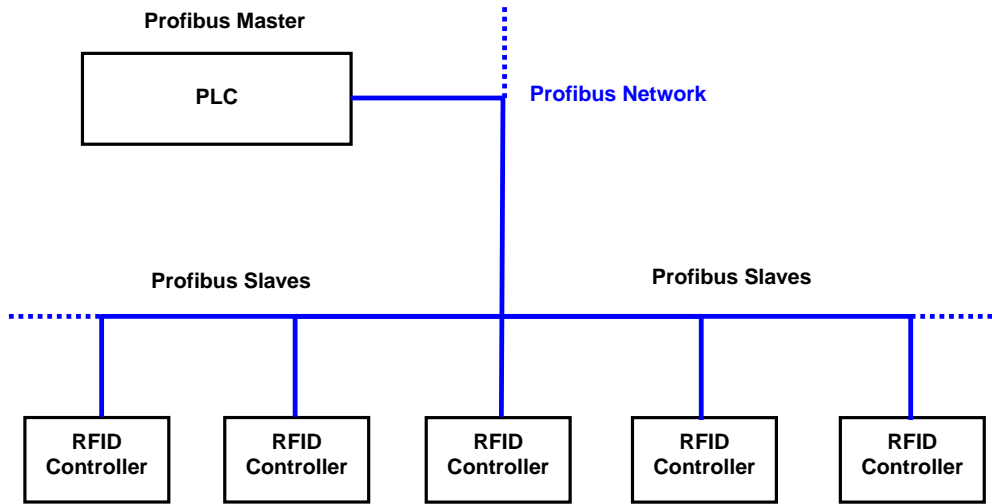 Profibus Master
PLC
Profibus Network
Profibus Slaves
Profibus Slaves
RFID
Controller
RFID
Controller
RFID
Controller
RFID
Controller
RFID
Controller